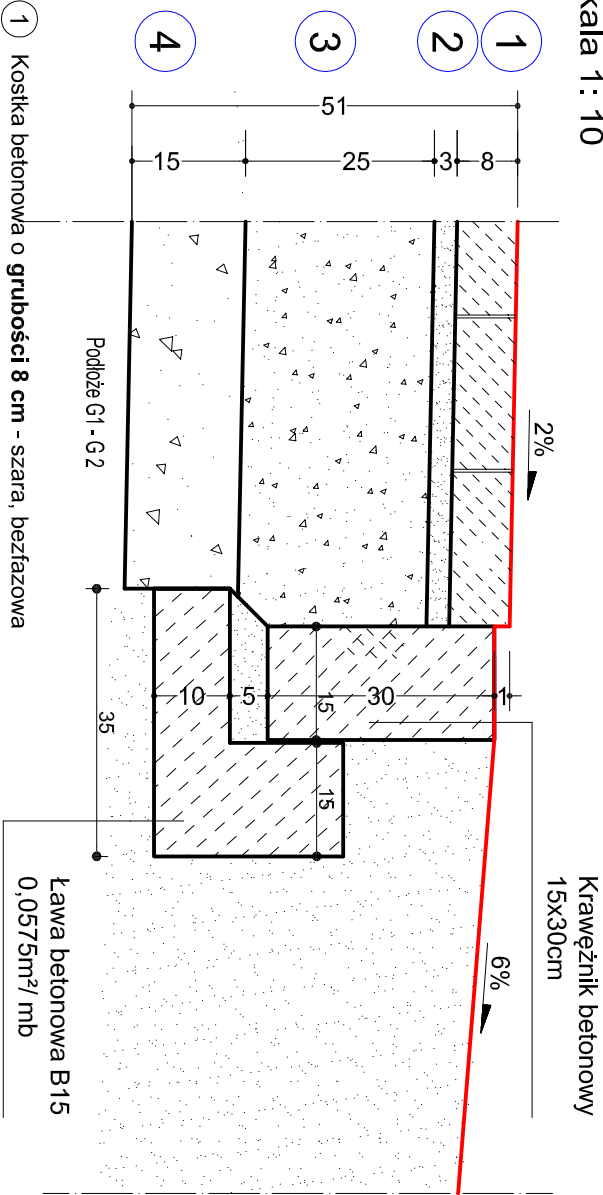 kala 1: 10
1
2
3
4
51
8
3
25
15
2%
6%
Krawężnik betonowy
15x30cm
1
30
15
5
10
15
35
Podłoże G1 - G2
Ława betonowa B15
0,0575m²/ mb
1 Kostka betonowa o grubości 8 cm - szara, bezfazowa